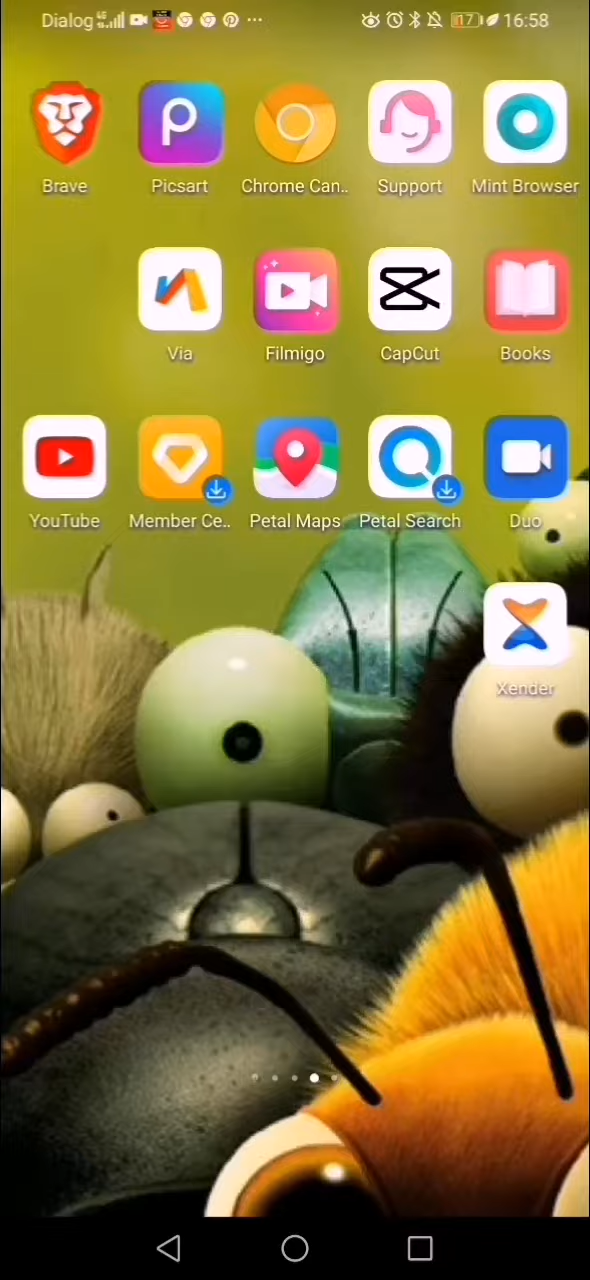 Dialog 17 16:58
Brave Picsart Chrome Can.. Support Mint Browser
Via Filmigo CapCut Books
YouTube Member Ce.. Petal Maps Petal Search Duo
Xender